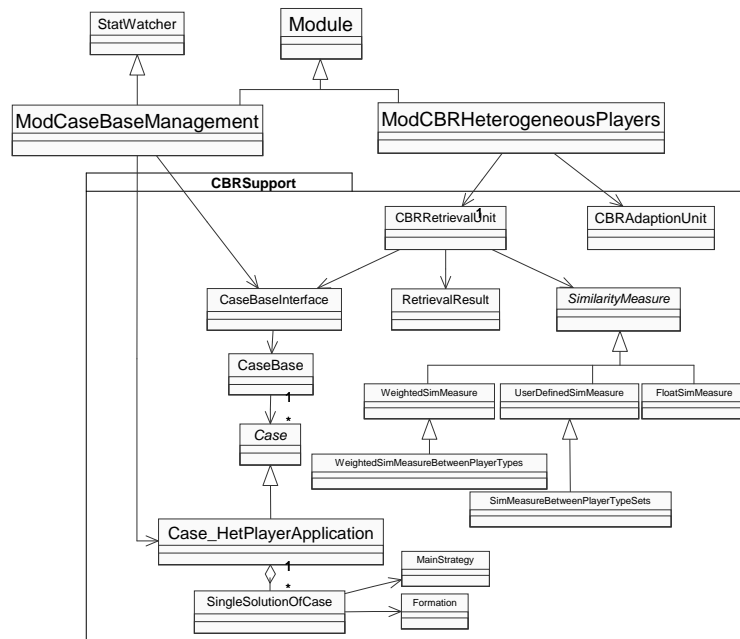 StatWatcher
Module
ModCaseBaseManagement
ModCBRHeterogeneousPlayers
CBRSupport
CBRRetrievalUnit
1
CBRAdaptionUnit
CaseBaseInterface
RetrievalResult
SimilarityMeasure
CaseBase
1
WeightedSimMeasure
UserDefinedSimMeasure
FloatSimMeasure
*
Case
WeightedSimMeasureBetweenPlayerTypes
SimMeasureBetweenPlayerTypeSets
Case_HetPlayerApplication
1
*
MainStrategy
SingleSolutionOfCase
Formation